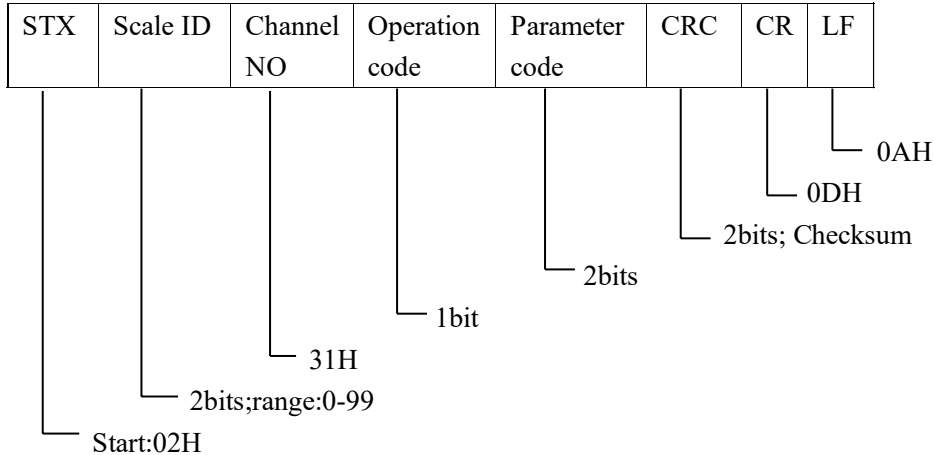 STX Scale ID Channel Operation Parameter CRC CR LF
NO code code
0AH
0DH
2bits; Checksum
2bits
1bit
31H
2bits;range:0-99
Start:02H